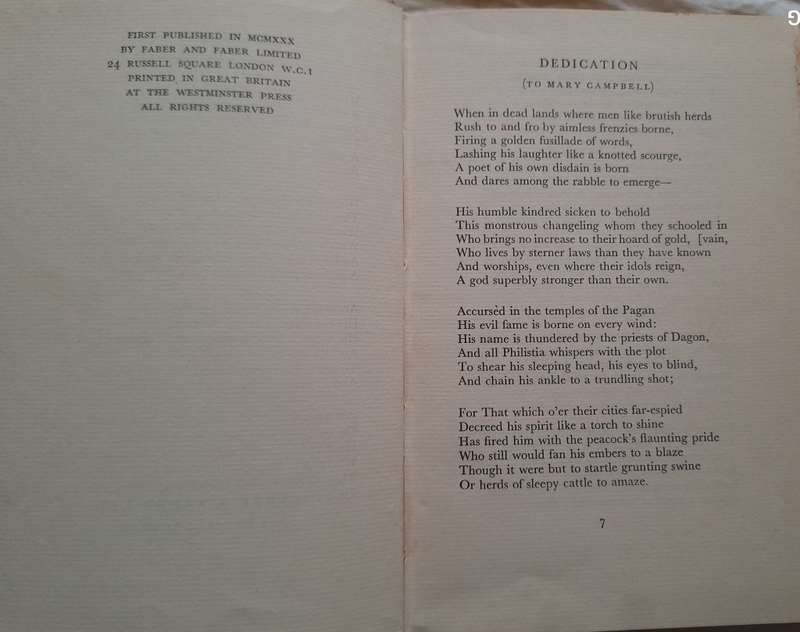 FIRST PUBLISHED IN MCMXXX
BY FABER AND FABER LIMITED
24 RUSSELL SQUARE LONDON W.C.1
PRINTED IN GREAT BRITAIN
AT THE WESTMINSTER PRESS
ALL RIGHTS RESERVED
DEDICATION
(TO MARY CAMPBELL)
When in dead lands where men like brutish herds
Rush to and fro by aimless frenzies borne,
Firing a golden fusillade of words,
Lashing his laughter like a knotted scourge,
A poet of his own disdain is born
And dares among the rabble to emerge—
His humble kindred sicken to behold
This monstrous changeling whom they schooled in
Who brings no increase to their hoard of gold, [vain,
Who lives by sterner laws than they have known
And worships, even where their idols reign,
A god superbly stronger than their own.
Accursèd in the temples of the Pagan
His evil fame is borne on every wind:
His name is thundered by the priests of Dagon,
And all Philistia whispers with the plot
To shear his sleeping head, his eyes to blind,
And chain his ankle to a trundling shot;
For That which o'er their cities far-espied
Decreed his spirit like a torch to shine
Has fired him with the peacock's flaunting pride
Who still would fan his embers to a blaze
Though it were but to startle grunting swine
Or herds of sleepy cattle to amaze.
7